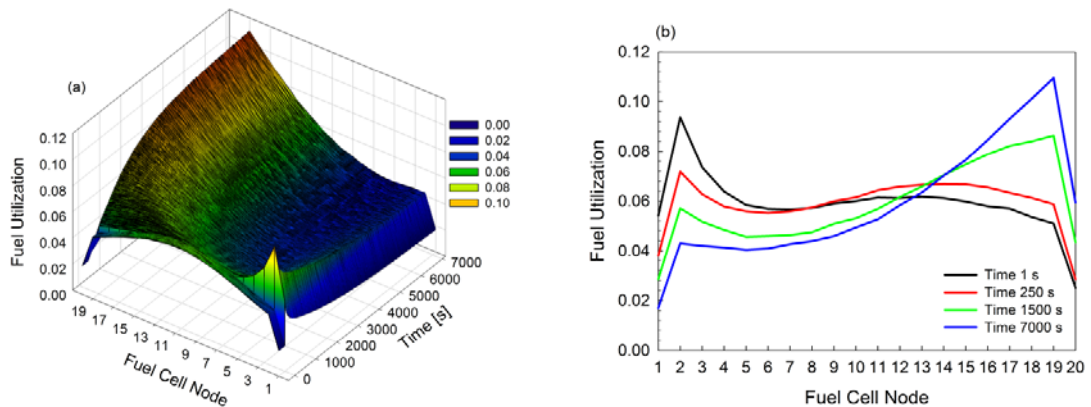 (a)
Fuel Utilization
0.12
0.10
0.08
0.06
0.04
0.02
0.00
19 17 15 13 11 9 7 5 3 1
Fuel Cell Node
0 1000 2000 3000 4000 5000 6000 7000
Time [s]
0.00
0.02
0.04
0.06
0.08
0.10
(b)
Fuel Utilization
0.12
0.10
0.08
0.06
0.04
0.02
0.00
Time 1 s
Time 250 s
Time 1500 s
Time 7000 s
1 2 3 4 5 6 7 8 9 10 11 12 13 14 15 16 17 18 19 20
Fuel Cell Node